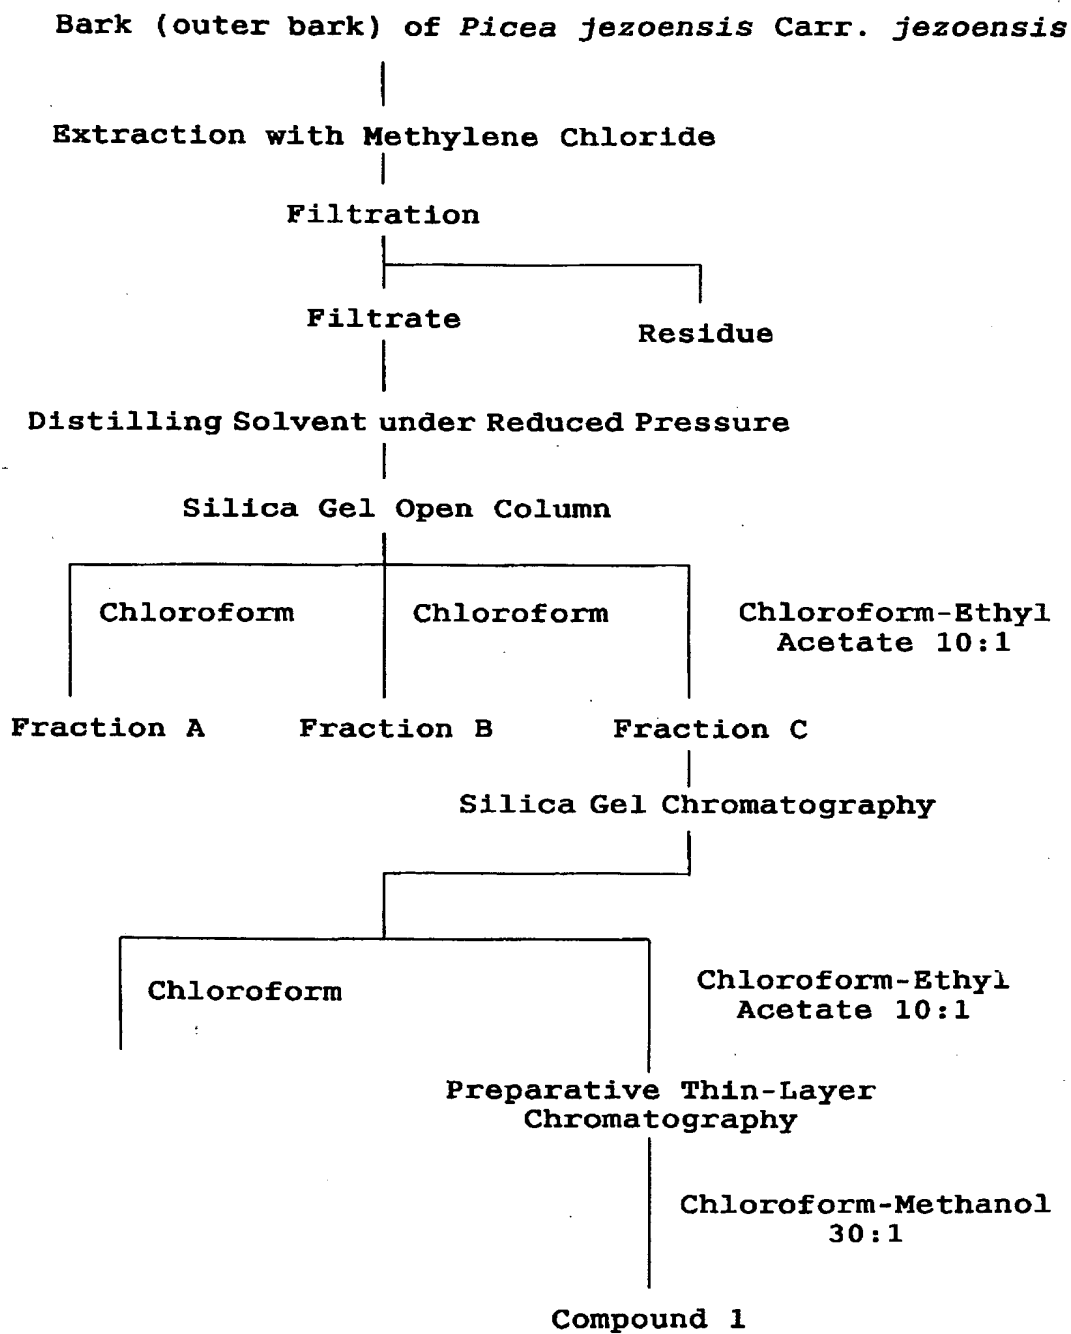 Bark (outer bark) of Picea jezoensis Carr. jezoensis
Extraction with Methylene Chloride
Filtration
Filtrate
Residue
Distilling Solvent under Reduced Pressure
Silica Gel Open Column
Chloroform
Chloroform
Chloroform-Ethyl
Acetate 10:1
Fraction A
Fraction B
Fraction C
Silica Gel Chromatography
Chloroform
Chloroform-Ethyl
Acetate 10:1
Preparative Thin-Layer
Chromatography
Chloroform-Methanol
30:1
Compound 1